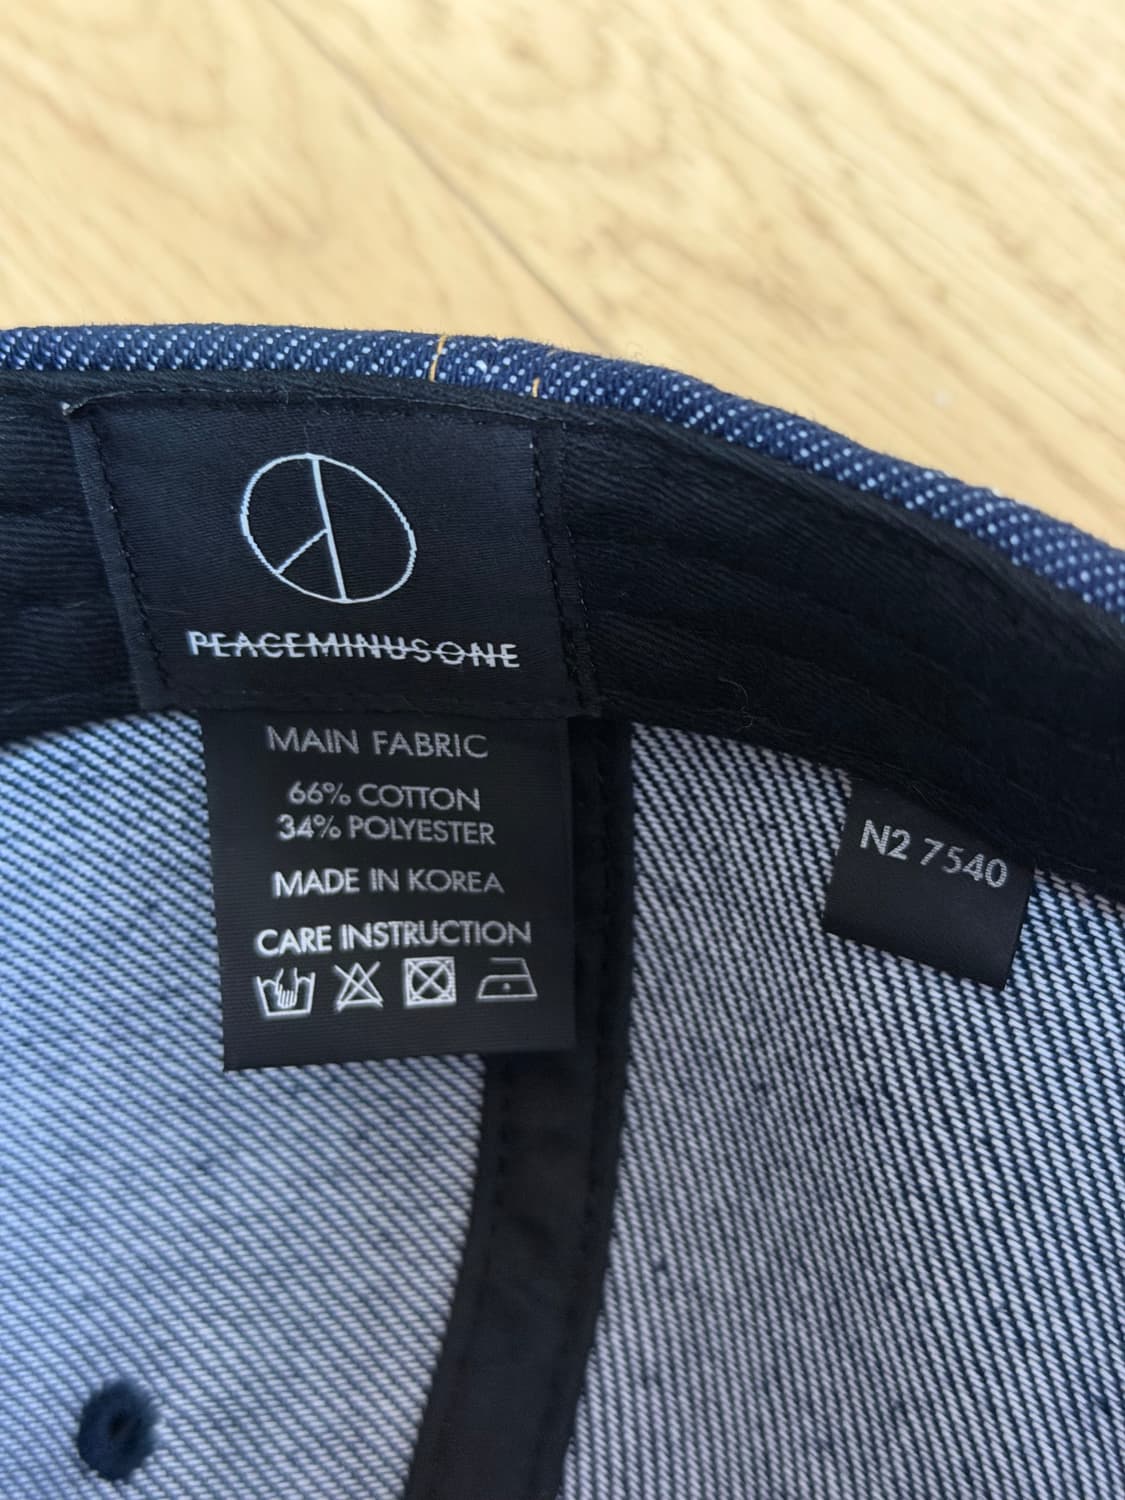 PEACEMINUSONE
MAIN FABRIC
66% COTTON
34% POLYESTER
MADE IN KOREA
CARE INSTRUCTION
N2 7540